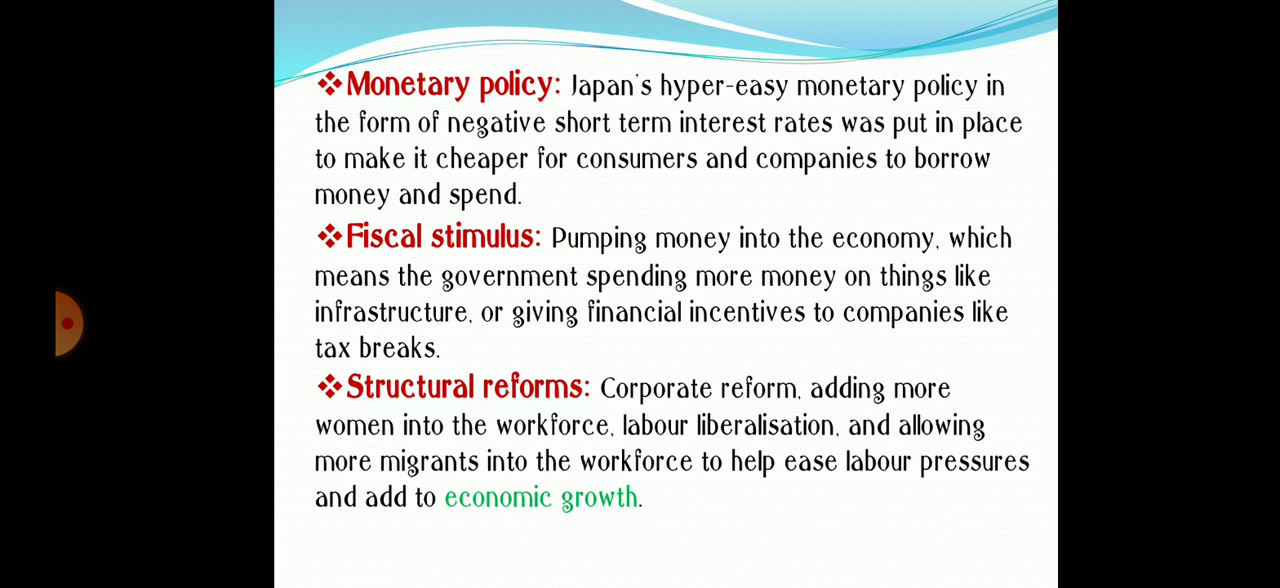 ❖Monetary policy: Japan's hyper-easy monetary policy in
the form of negative short term interest rates was put in place
to make it cheaper for consumers and companies to borrow
money and spend.
❖Fiscal stimulus: Pumping money into the economy, which
means the government spending more money on things like
infrastructure, or giving financial incentives to companies like
tax breaks.
❖Structural reforms: Corporate reform, adding more
women into the workforce, labour liberalisation, and allowing
more migrants into the workforce to help ease labour pressures
and add to economic growth.